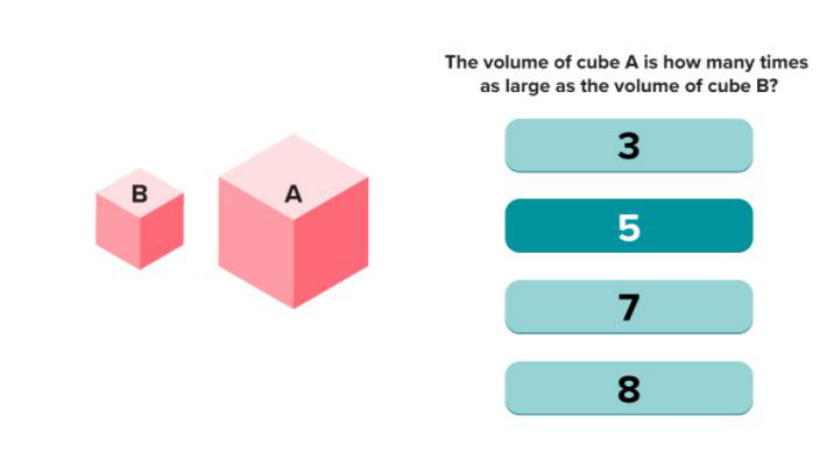 The volume of cube A is how many times
as large as the volume of cube B?
B
A
3
5
7
8